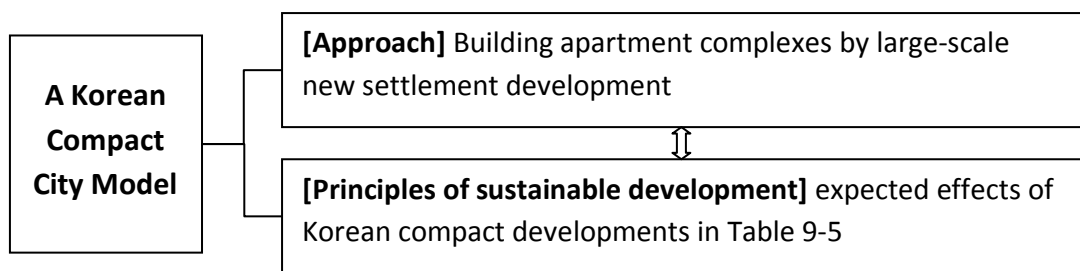 A Korean
Compact
City Model
[Approach] Building apartment complexes by large-scale
new settlement development
[Principles of sustainable development] expected effects of
Korean compact developments in Table 9-5